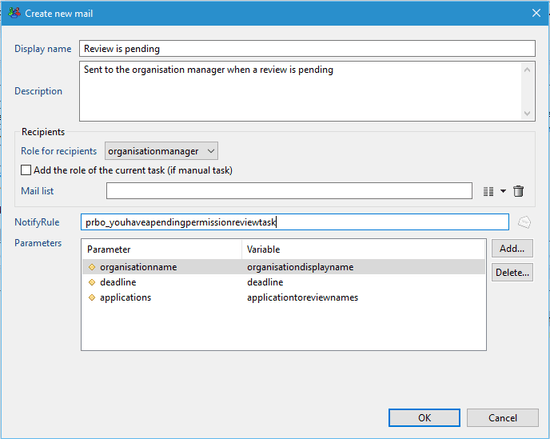 Create new mail
Display name Review is pending
Description Sent to the organisation manager when a review is pending
Recipients
Role for recipients organisationmanager
Add the role of the current task (if manual task)
Mail list
NotifyRule prbo_youhaveapendingpermissionreviewtask
Parameters
Parameter Variable
organisationname organisationdisplayname
deadline deadline
applications applicationtoreviewnames
Add...
Delete...
OK Cancel